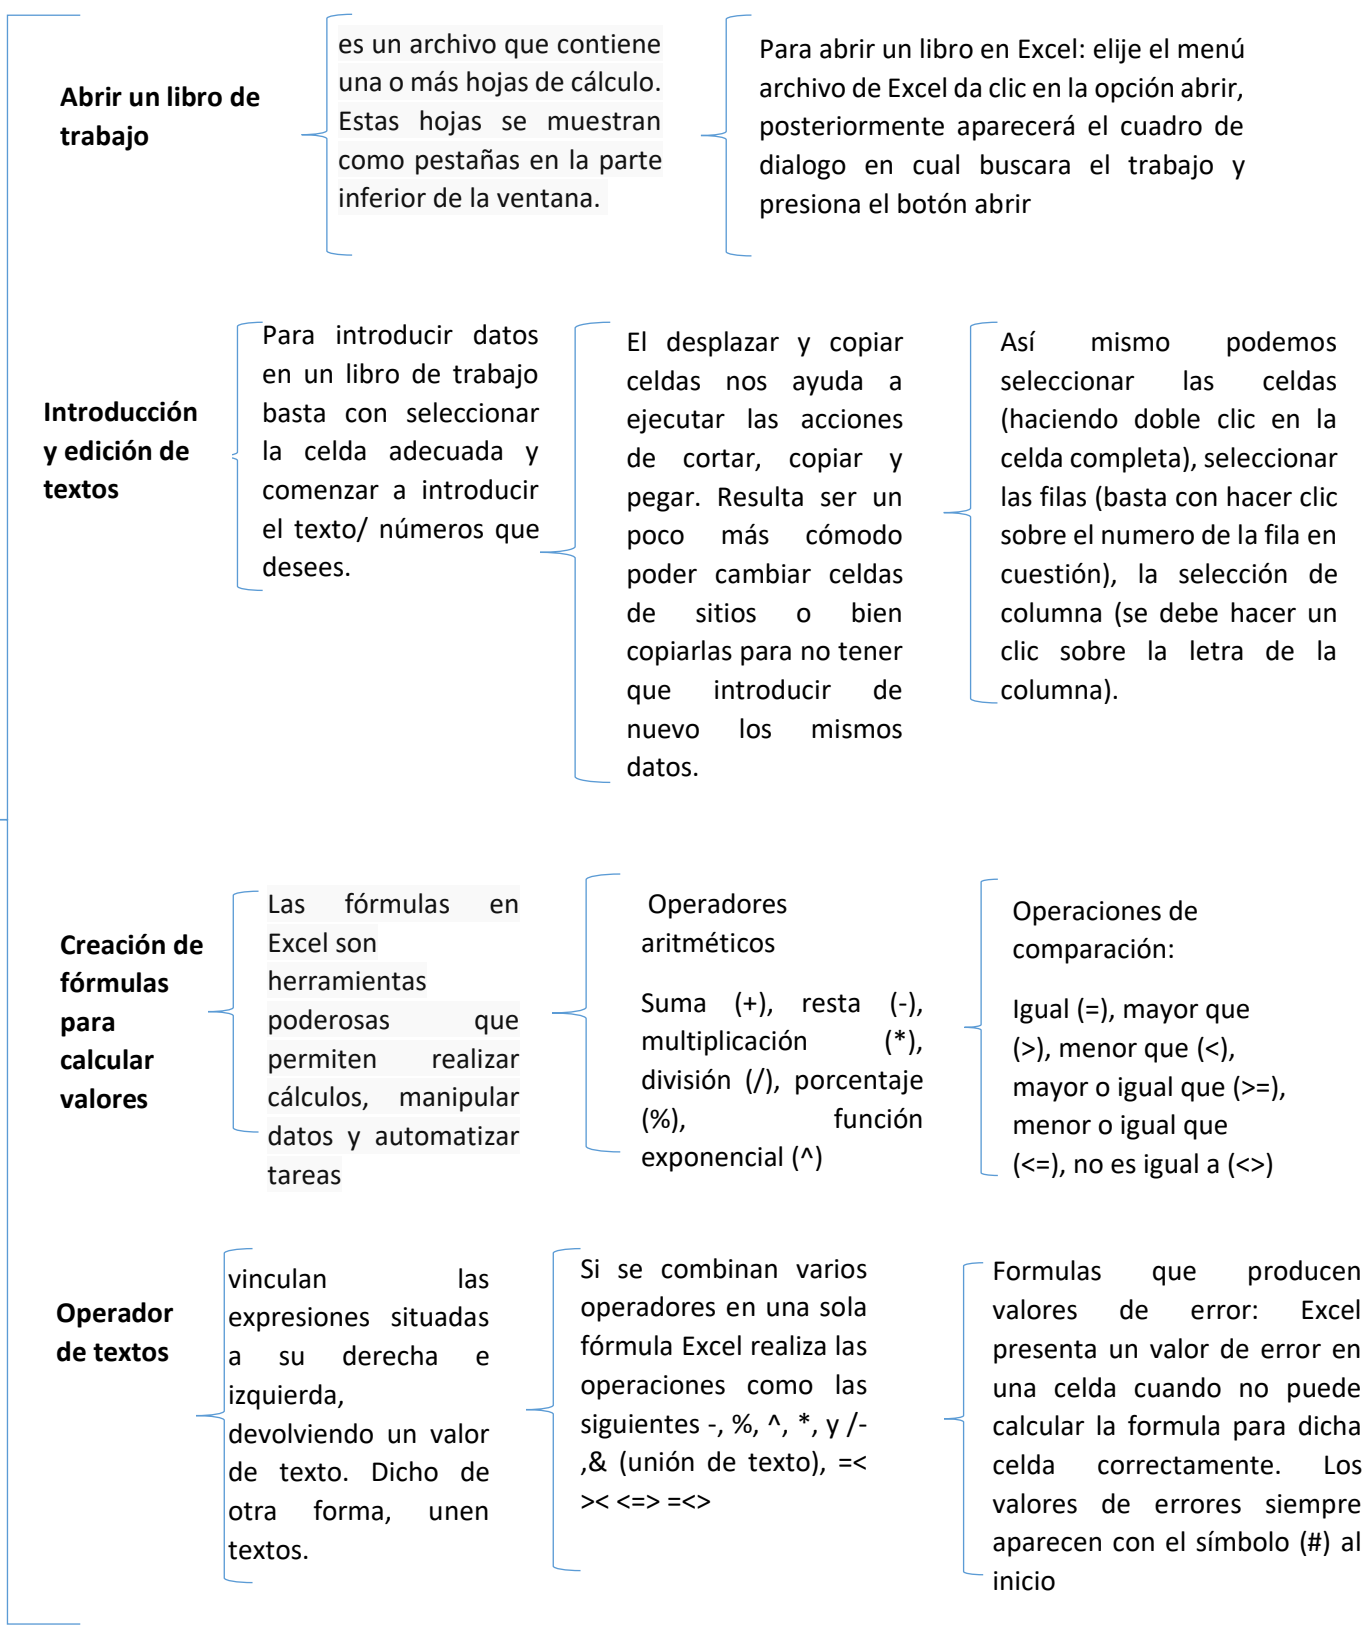 Abrir un libro de
trabajo
es un archivo que contiene
una o más hojas de cálculo.
Estas hojas se muestran
como pestañas en la parte
inferior de la ventana.
Para abrir un libro en Excel: elije el menú
archivo de Excel da clic en la opción abrir,
posteriormente aparecerá el cuadro de
dialogo en cual buscara el trabajo y
presiona el botón abrir
Introducción
y edición de
textos
Para introducir datos
en un libro de trabajo
basta con seleccionar
la celda adecuada y
comenzar a introducir
el texto/ números que
desees.
El desplazar y copiar
celdas nos ayuda a
ejecutar las acciones
de cortar, copiar y
pegar. Resulta ser un
poco más cómodo
poder cambiar celdas
de sitios o bien
copiarlas para no tener
que introducir de
nuevo los mismos
datos.
Así mismo podemos
seleccionar las celdas
(haciendo doble clic en la
celda completa), seleccionar
las filas (basta con hacer clic
sobre el numero de la fila en
cuestión), la selección de
columna (se debe hacer un
clic sobre la letra de la
columna).
Creación de
fórmulas
para
calcular
valores
Las fórmulas en
Excel son
herramientas
poderosas que
permiten realizar
cálculos, manipular
datos y automatizar
tareas
Operadores
aritméticos
Suma (+), resta (-),
multiplicación (*),
división (/), porcentaje
(%), función
exponencial (^)
Operaciones de
comparación:
Igual (=), mayor que
(>), menor que (<),
mayor o igual que (>=),
menor o igual que
(<=), no es igual a (<>)
Operador
de textos
vinculan las
expresiones situadas
a su derecha e
izquierda,
devolviendo un valor
de texto. Dicho de
otra forma, unen
textos.
Si se combinan varios
operadores en una sola
fórmula Excel realiza las
operaciones como las
siguientes -, %, ^, *, y /-
,& (unión de texto), =<
>< <=> =<>
Formulas que producen
valores de error: Excel
presenta un valor de error en
una celda cuando no puede
calcular la formula para dicha
celda correctamente. Los
valores de errores siempre
aparecen con el símbolo (#) al
inicio